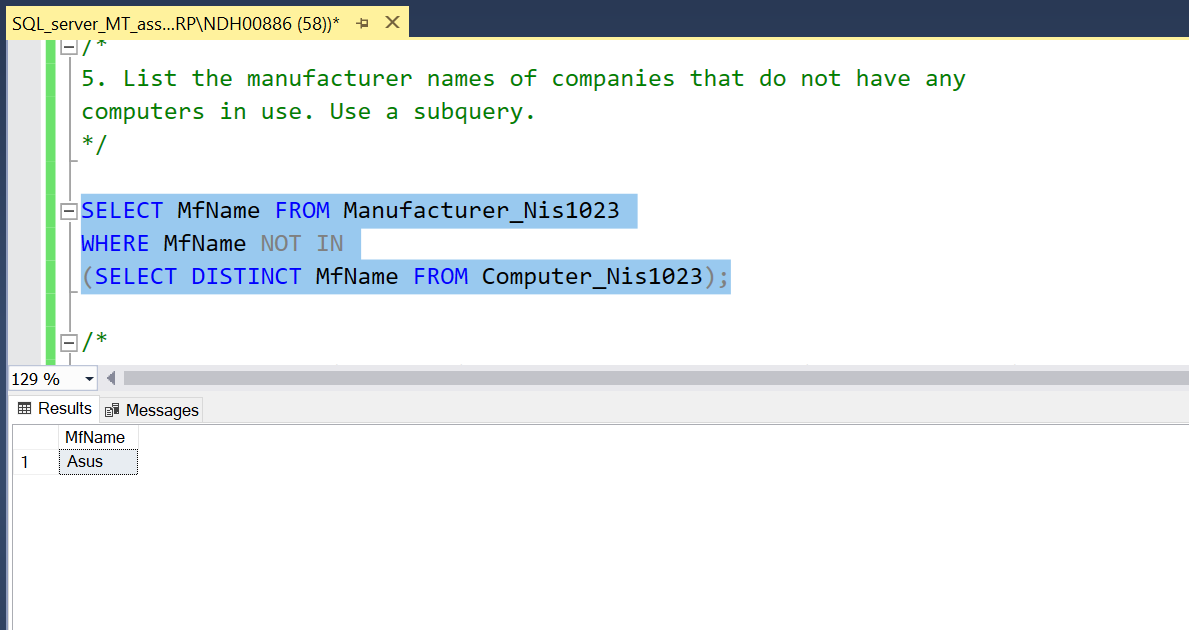 SQL_server_MT_ass...RP\NDH00886 (58))*
/*
5. List the manufacturer names of companies that do not have any
computers in use. Use a subquery.
*/
SELECT MfName FROM Manufacturer_Nis1023
WHERE MfName NOT IN
(SELECT DISTINCT MfName FROM Computer_Nis1023);
/*
129 %
Results Messages
MfName
1 Asus